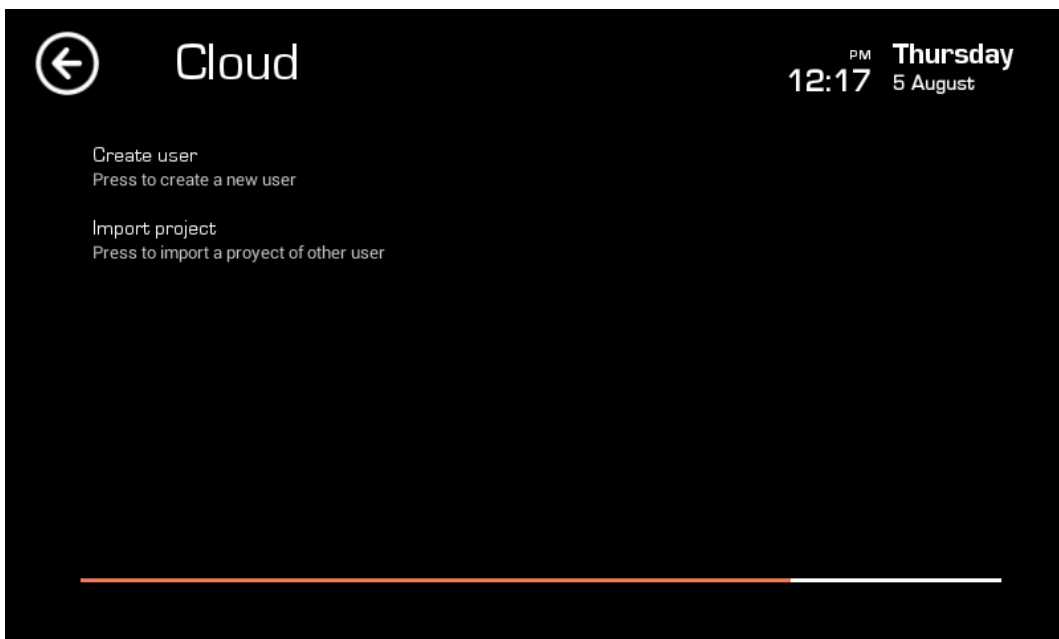 Cloud
PM
12:17
Thursday
5 August
Create user
Press to create a new user
Import project
Press to import a proyect of other user